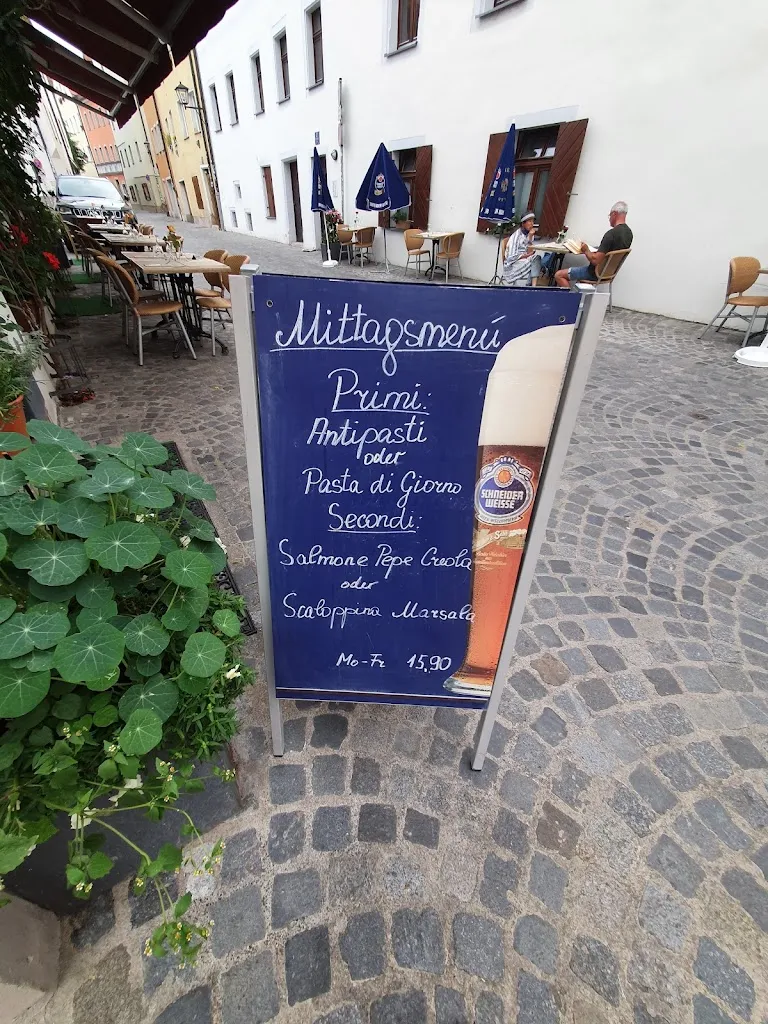 Mittagsmenú
Primi:
Antipasti
oder
Pasta di Giorno
Secondi:
Salmone Pepe Creola
oder
Scaloppina Marsala
Mo-Fr 15,90
SCHNEIDER
WEISSE